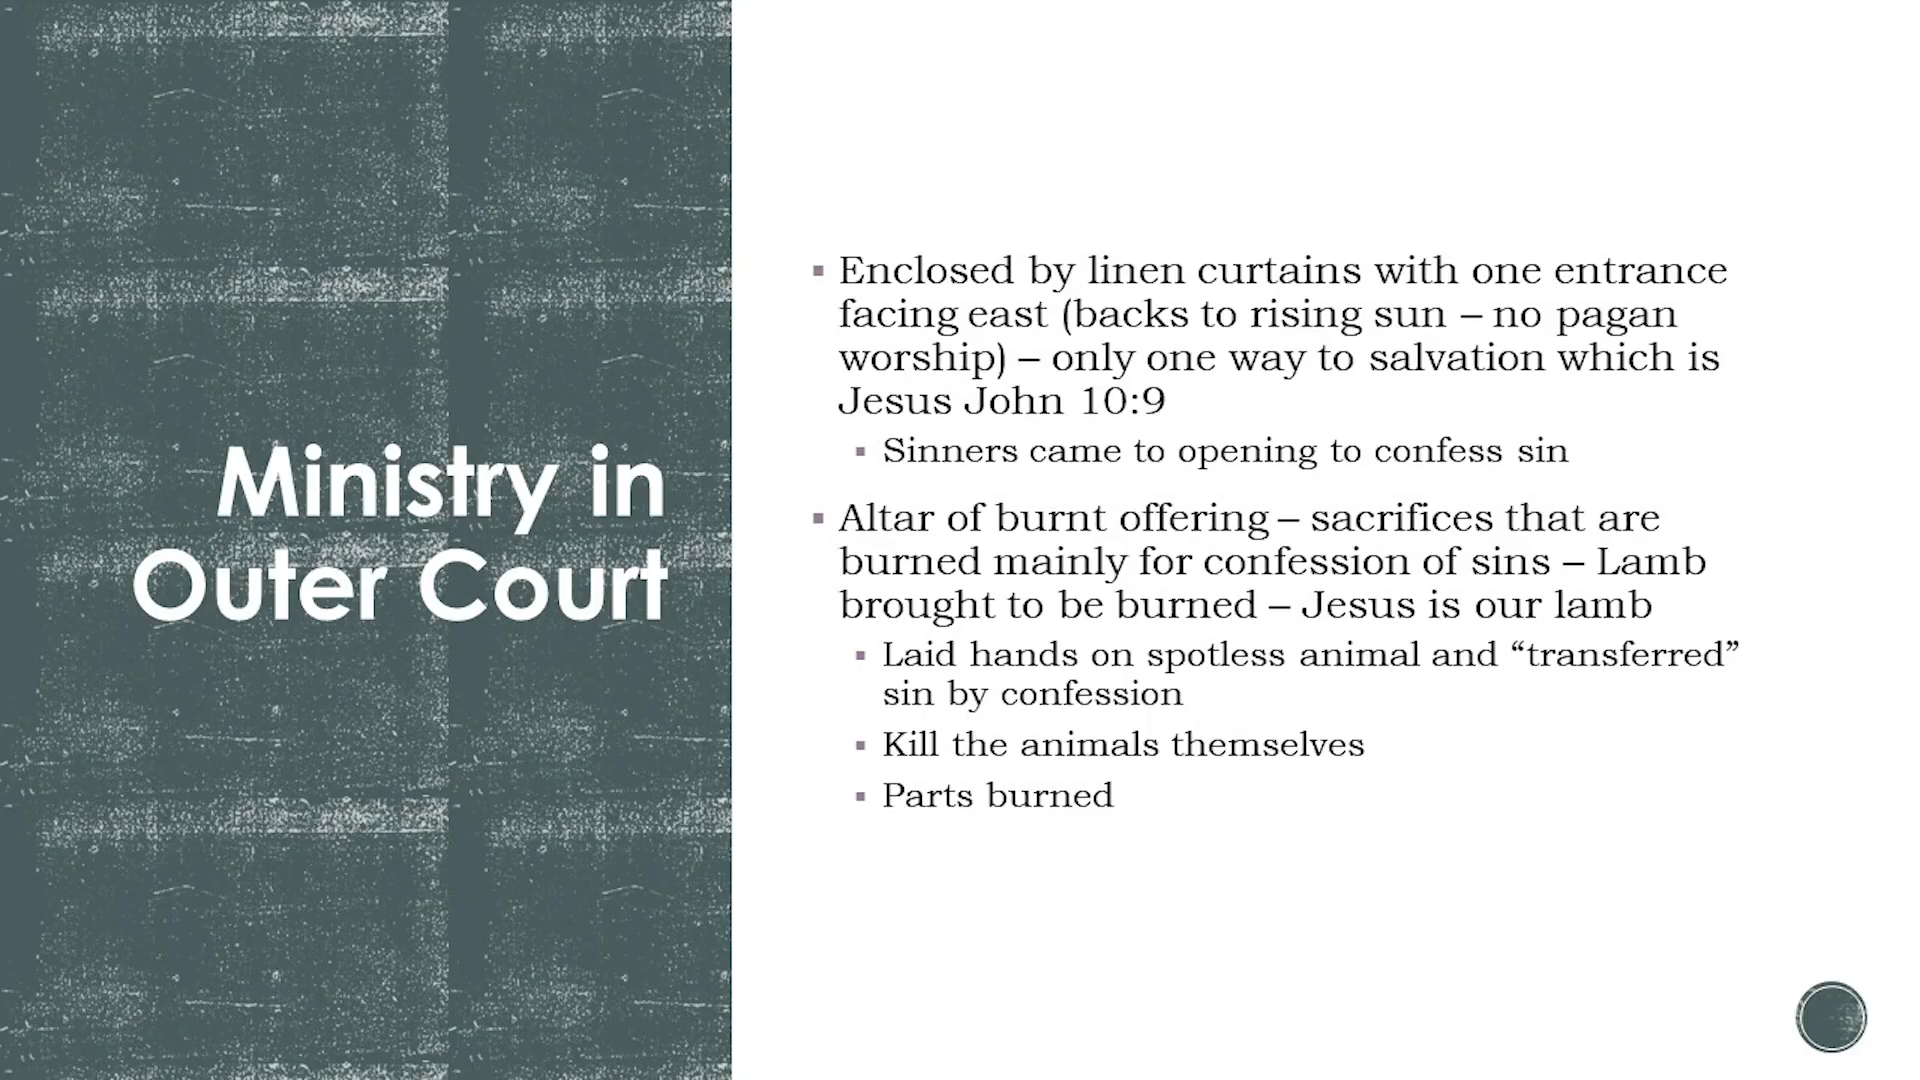 Ministry in
Outer Court
▪ Enclosed by linen curtains with one entrance
facing east (backs to rising sun – no pagan
worship) – only one way to salvation which is
Jesus John 10:9
▪ Sinners came to opening to confess sin
▪ Altar of burnt offering – sacrifices that are
burned mainly for confession of sins – Lamb
brought to be burned – Jesus is our lamb
▪ Laid hands on spotless animal and “transferred”
sin by confession
▪ Kill the animals themselves
▪ Parts burned